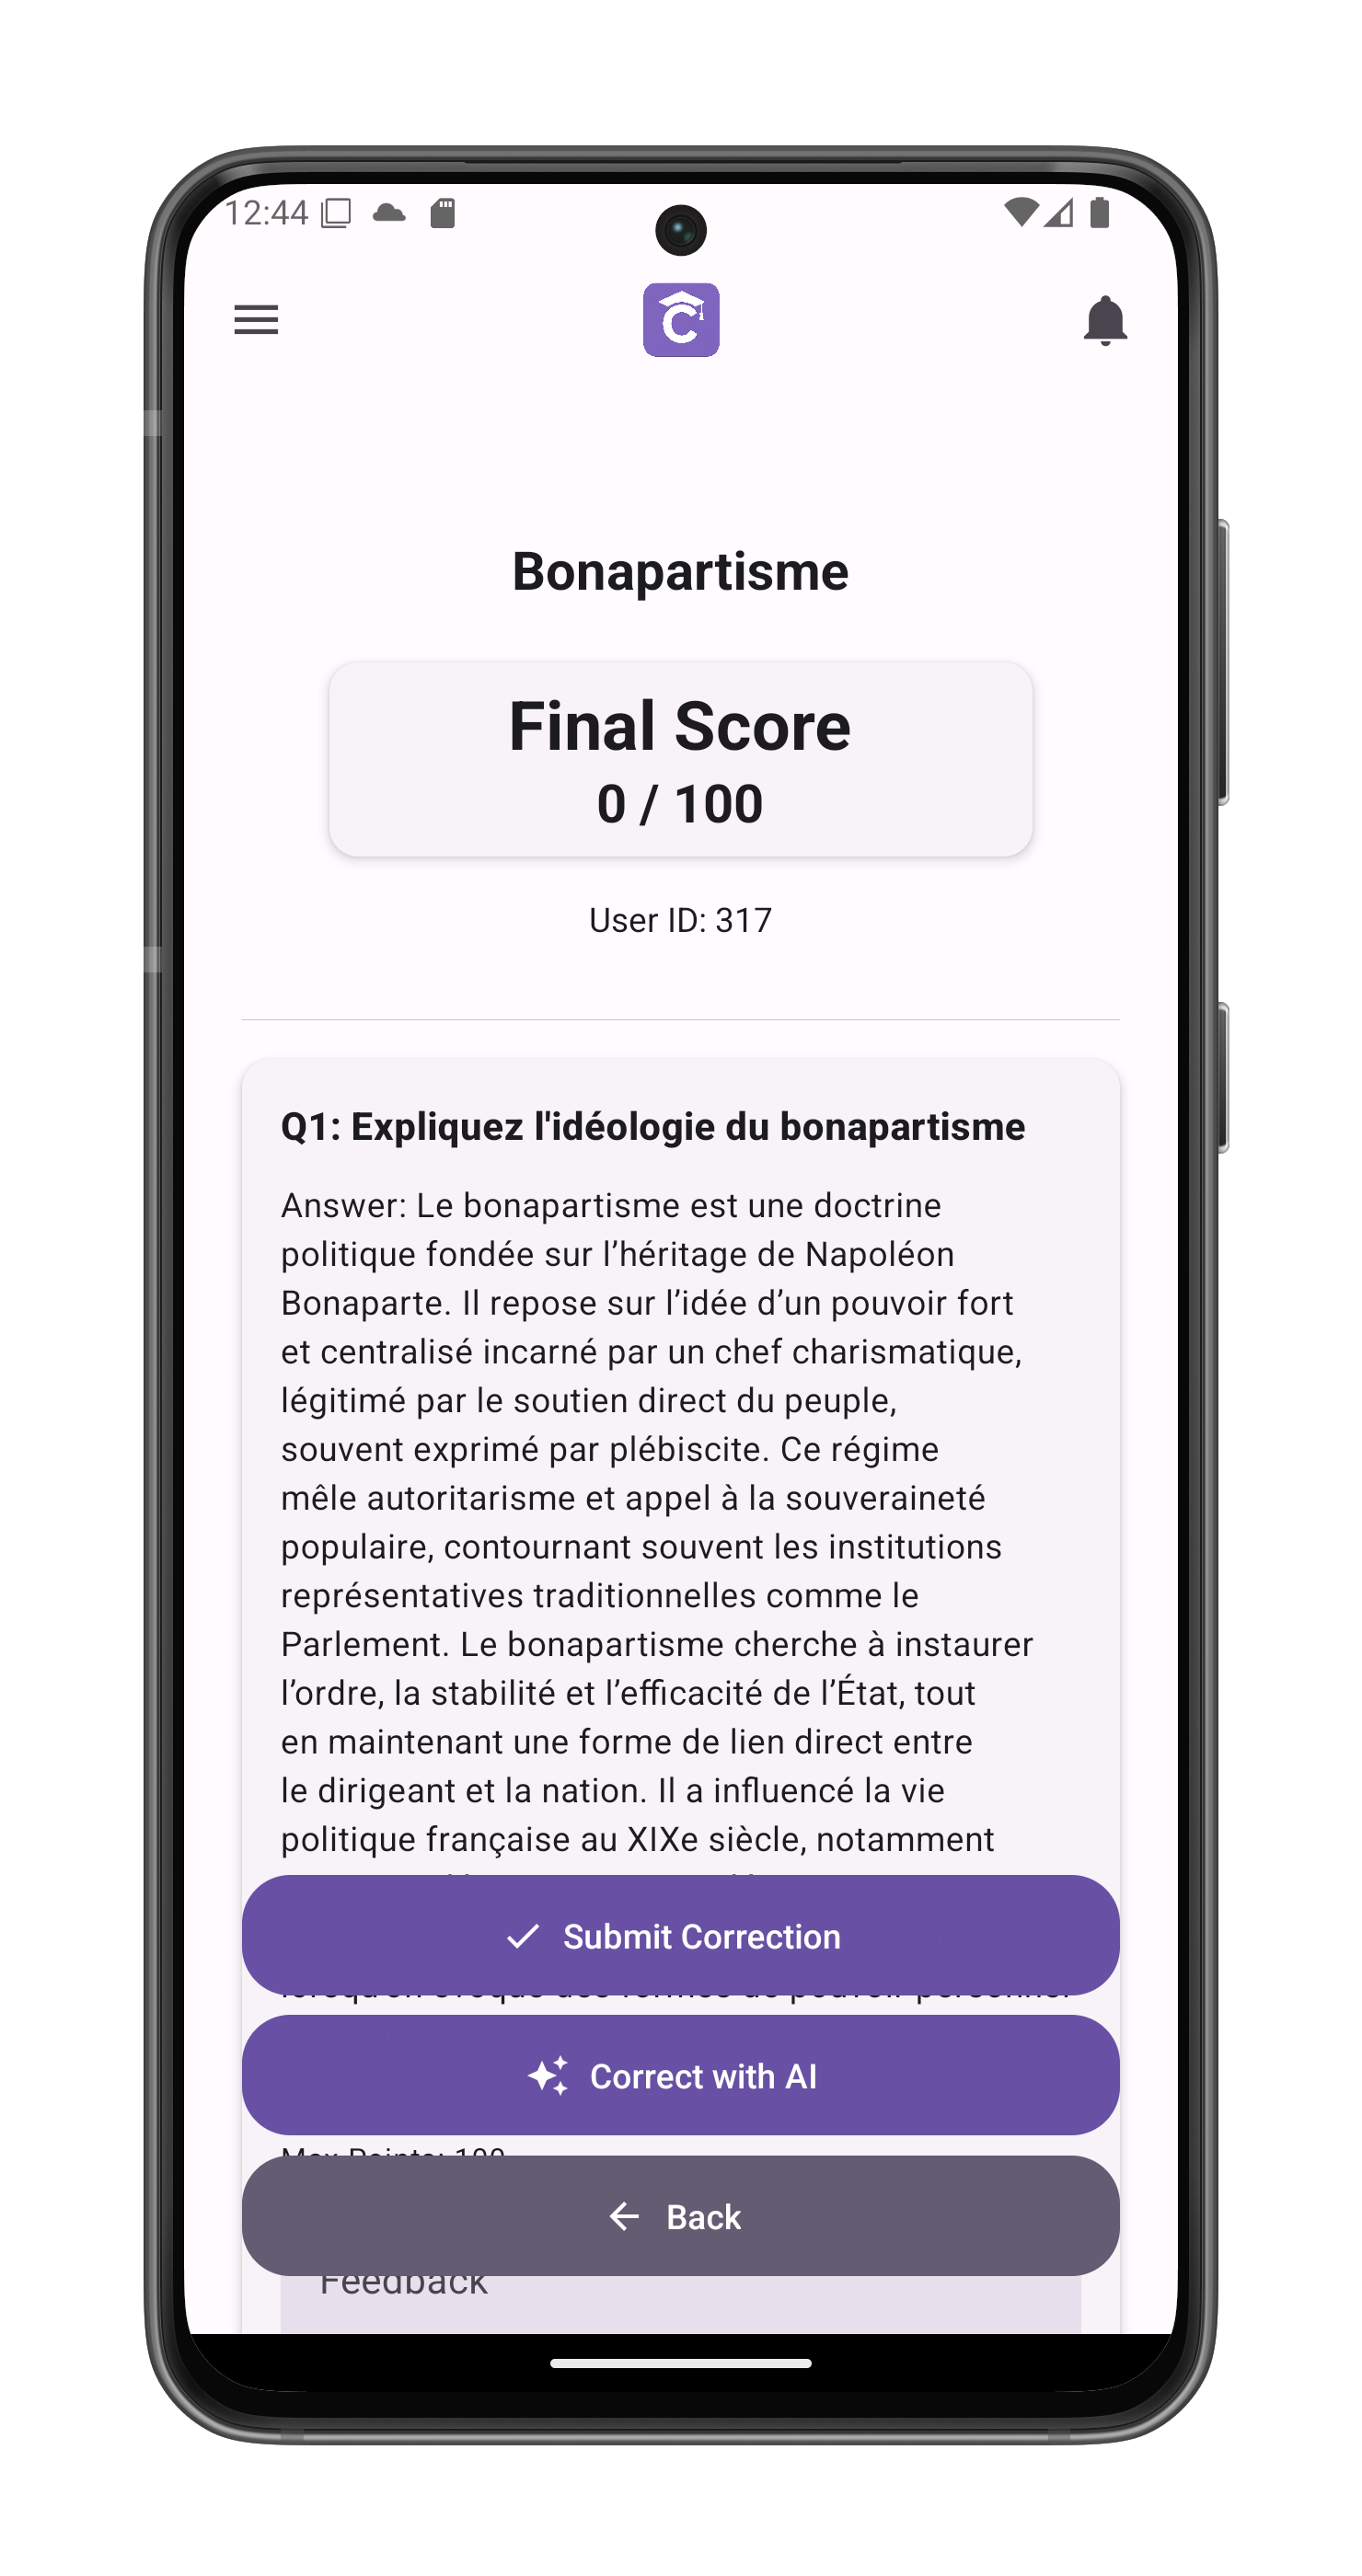 12:44
C
Bonapartisme
Final Score
0 / 100
User ID: 317
Q1: Expliquez l'idéologie du bonapartisme
Answer: Le bonapartisme est une doctrine
politique fondée sur l’héritage de Napoléon
Bonaparte. Il repose sur l’idée d’un pouvoir fort
et centralisé incarné par un chef charismatique,
légitimé par le soutien direct du peuple,
souvent exprimé par plébiscite. Ce régime
mêle autoritarisme et appel à la souveraineté
populaire, contournant souvent les institutions
représentatives traditionnelles comme le
Parlement. Le bonapartisme cherche à instaurer
l’ordre, la stabilité et l’efficacité de l’État, tout
en maintenant une forme de lien direct entre
le dirigeant et la nation. Il a influencé la vie
politique française au XIXe siècle, notamment
Submit Correction
Correct with AI
Max Points: 100
Back
Feedback